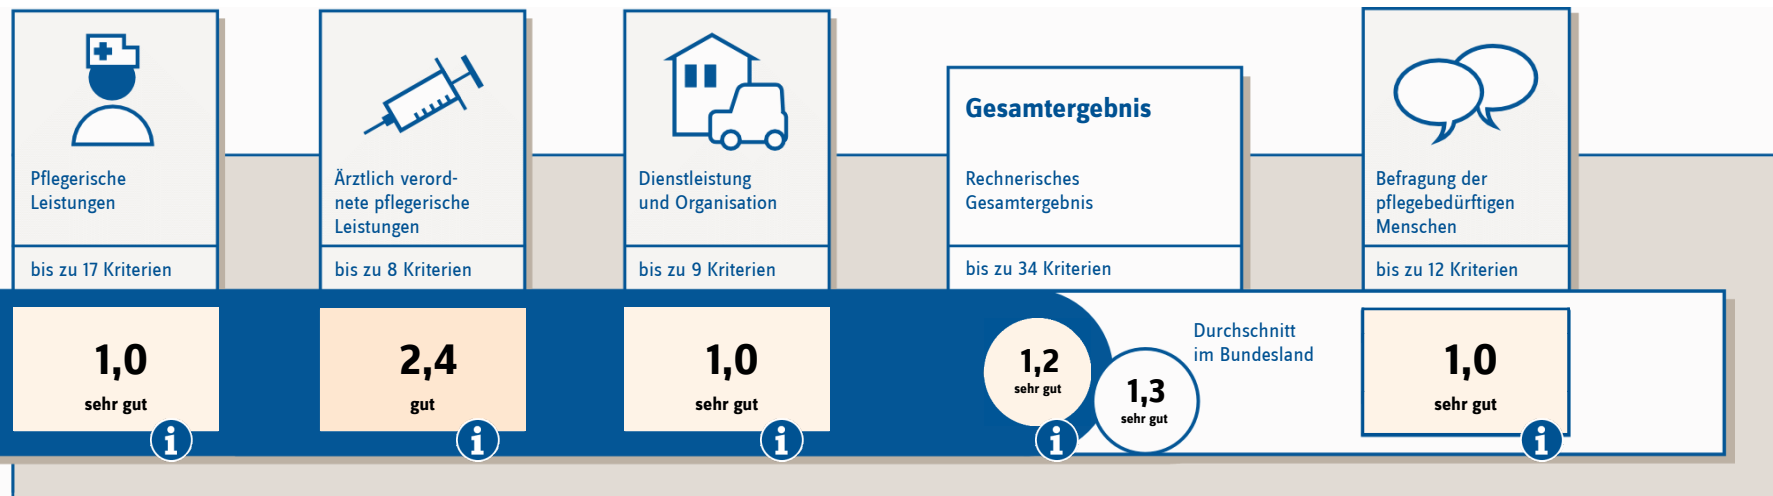 Pflegerische
Leistungen
bis zu 17 Kriterien
1,0
sehr gut
i
Ärztlich verord-
nete pflegerische
Leistungen
bis zu 8 Kriterien
2,4
gut
i
Dienstleistung
und Organisation
bis zu 9 Kriterien
1,0
sehr gut
i
Gesamtergebnis
Rechnerisches
Gesamtergebnis
bis zu 34 Kriterien
1,2
sehr gut
i
1,3
sehr gut
Durchschnitt
im Bundesland
Befragung der
pflegebedürftigen
Menschen
bis zu 12 Kriterien
1,0
sehr gut
i